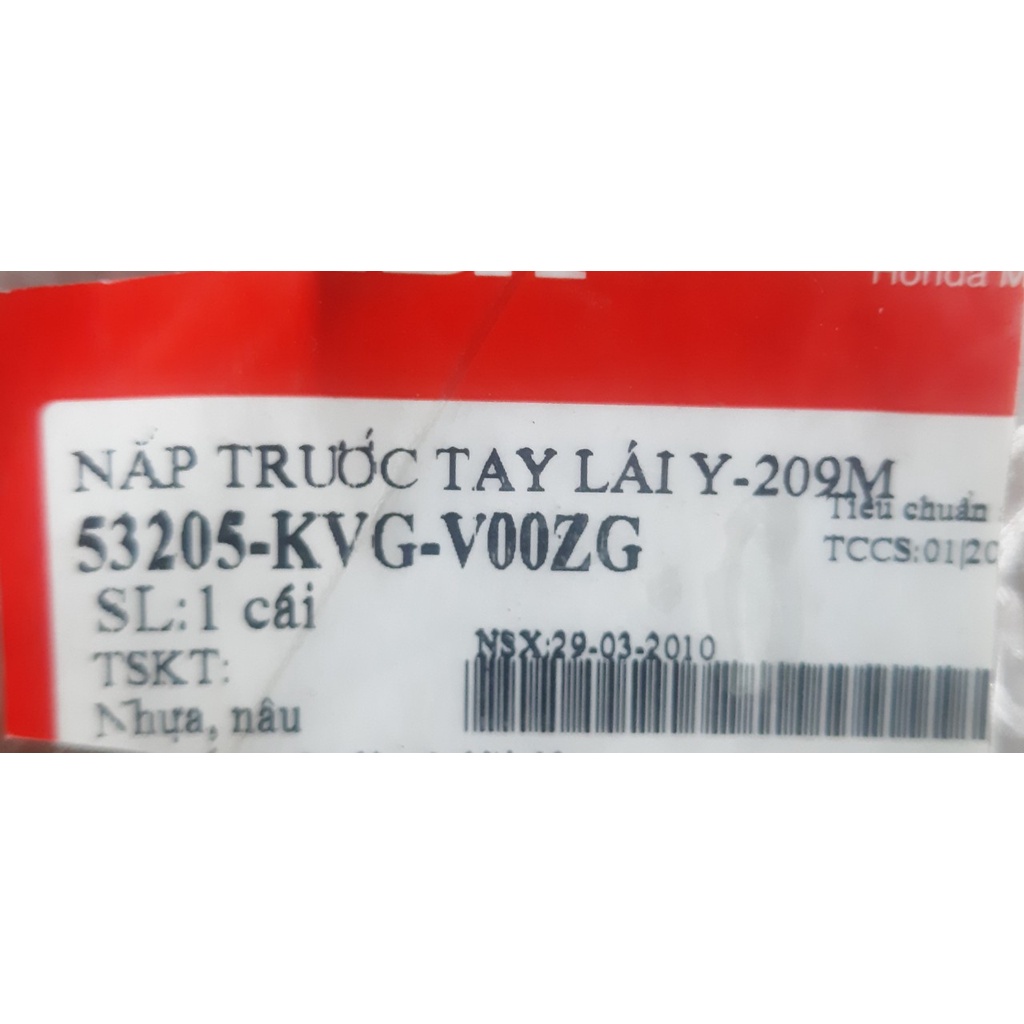 Honda M
NẮP TRƯỚC TAY LÁI Y-209M
Tiêu chuẩn
53205-KVG-V00ZG
TCCS:01|20
SL:1 cái
NSX:29-03-2010
TSKT:
Nhựa, nâu